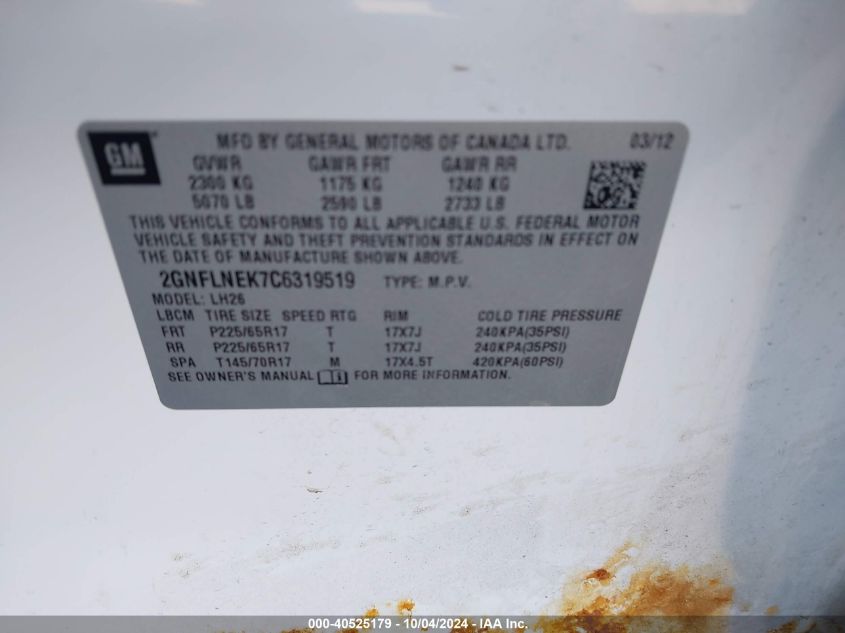 GM
MFD BY GENERAL MOTORS OF CANADA LTD. 03/12
GVWR GAWR FRT GAWR RR
2300 KG 1175 KG 1240 KG
5070 LB 2590 LB 2733 LB
THIS VEHICLE CONFORMS TO ALL APPLICABLE U.S. FEDERAL MOTOR
VEHICLE SAFETY AND THEFT PREVENTION STANDARDS IN EFFECT ON
THE DATE OF MANUFACTURE SHOWN ABOVE.
2GNFLNEK7C6319519 TYPE: M.P.V.
MODEL: LH26
LBCM TIRE SIZE SPEED RTG RIM COLD TIRE PRESSURE
FRT P225/65R17 T 17X7J 240KPA(35PSI)
RR P225/65R17 T 17X7J 240KPA(35PSI)
SPA T145/70R17 M 17X4.5T 420KPA(60PSI)
SEE OWNER'S MANUAL FOR MORE INFORMATION.
000-40525179 - 10/04/2024 - IAA Inc.